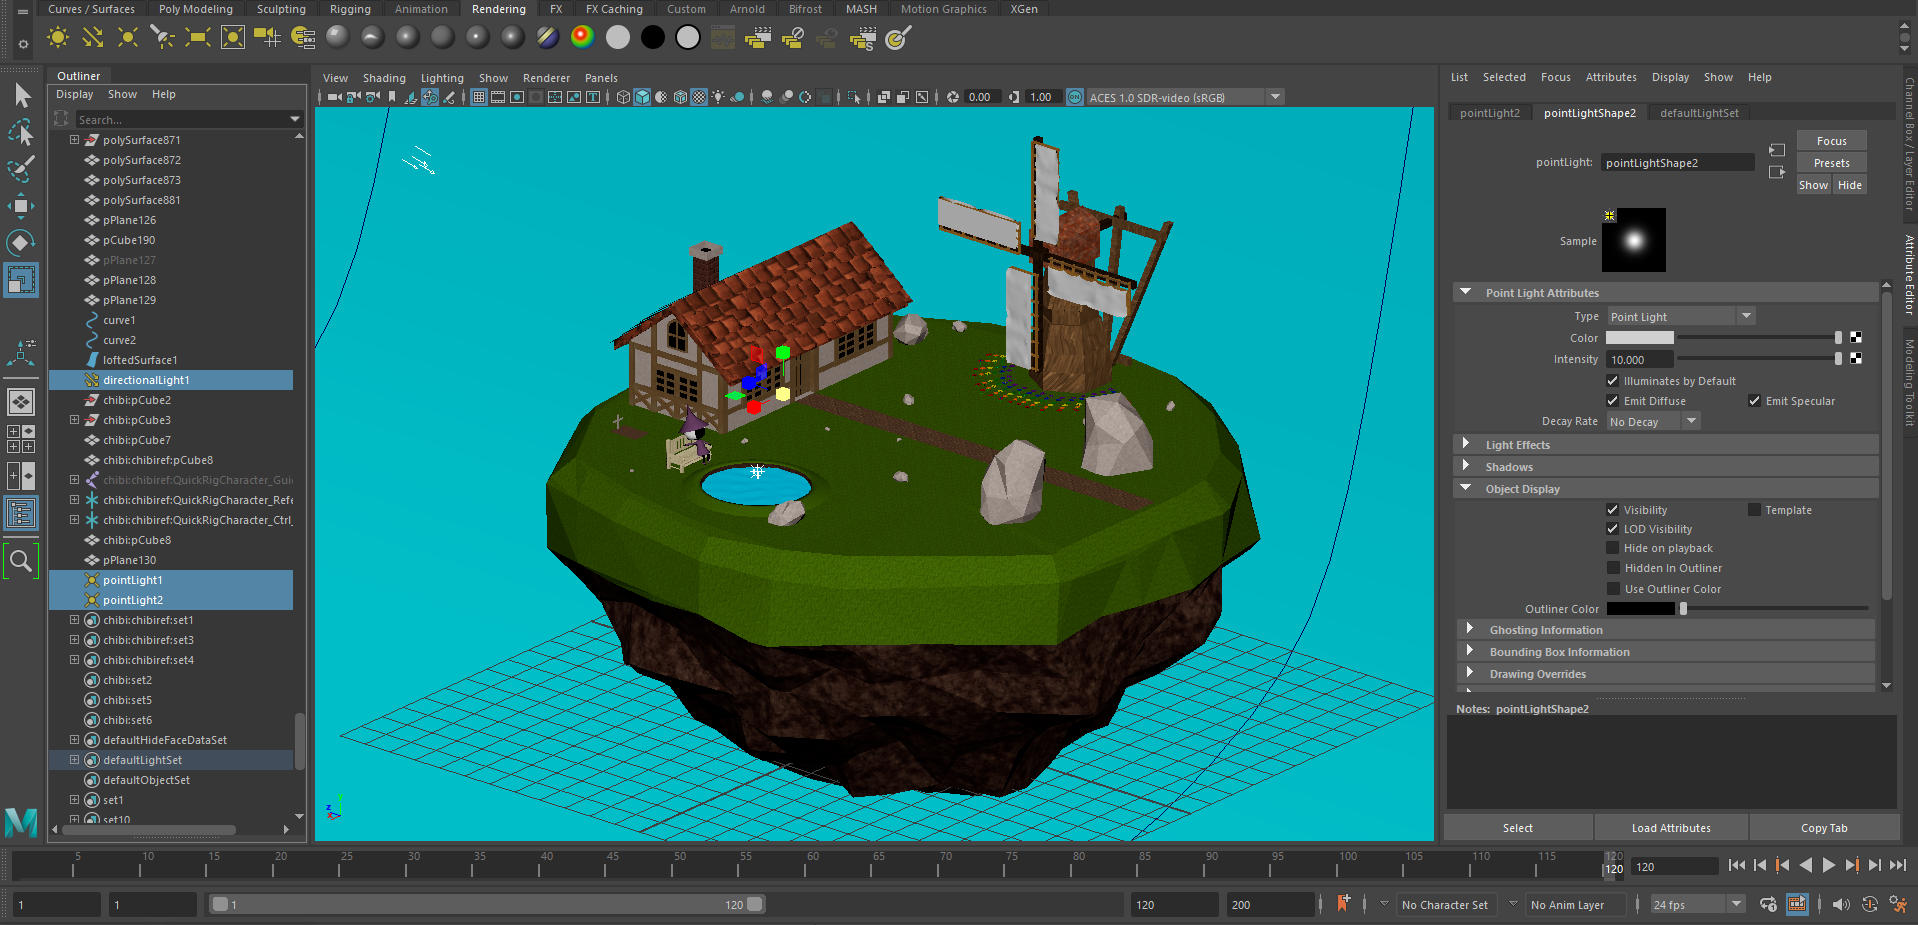 Curves / Surfaces Poly Modeling Sculpting Rigging Animation Rendering FX FX Caching Custom Arnold Bifrost MASH Motion Graphics XGen
Outliner
Display Show Help
Search...
polySurface871
polySurface872
polySurface873
polySurface881
pPlane126
pCube190
pPlane127
pPlane128
pPlane129
curve1
curve2
loftedSurface1
directionalLight1
chibi:pCube2
chibi:pCube3
chibi:pCube7
chibi:chibiref:pCube8
chibi:chibiref:QuickRigCharacter_Gui
chibi:chibiref:QuickRigCharacter_Refe
chibi:chibiref:QuickRigCharacter_Ctrl_
chibi:pCube8
pPlane130
pointLight1
pointLight2
chibi:chibiref:set1
chibi:chibiref:set3
chibi:chibiref:set4
chibi:set2
chibi:set5
chibi:set6
defaultHideFaceDataSet
defaultLightSet
defaultObjectSet
set1
set10
View Shading Lighting Show Renderer Panels
0.00 1.00 ON ACES 1.0 SDR-video (sRGB)
List Selected Focus Attributes Display Show Help
pointLight2 pointLightShape2 defaultLightSet
pointLight: pointLightShape2
Focus
Presets
Show Hide
Sample
Point Light Attributes
Type Point Light
Color
Intensity 10.000
Illuminates by Default
Emit Diffuse Emit Specular
Decay Rate No Decay
Light Effects
Shadows
Object Display
Visibility Template
LOD Visibility
Hide on playback
Hidden In Outliner
Use Outliner Color
Outliner Color
Ghosting Information
Bounding Box Information
Drawing Overrides
Notes: pointLightShape2
Select Load Attributes Copy Tab
Channel Box / Layer Editor
Attribute Editor
Modeling Toolkit
5 10 15 20 25 30 35 40 45 50 55 60 65 70 75 80 85 90 95 100 105 110 115 120
120 120
1 1 1 120 120 200 No Character Set No Anim Layer 24 fps